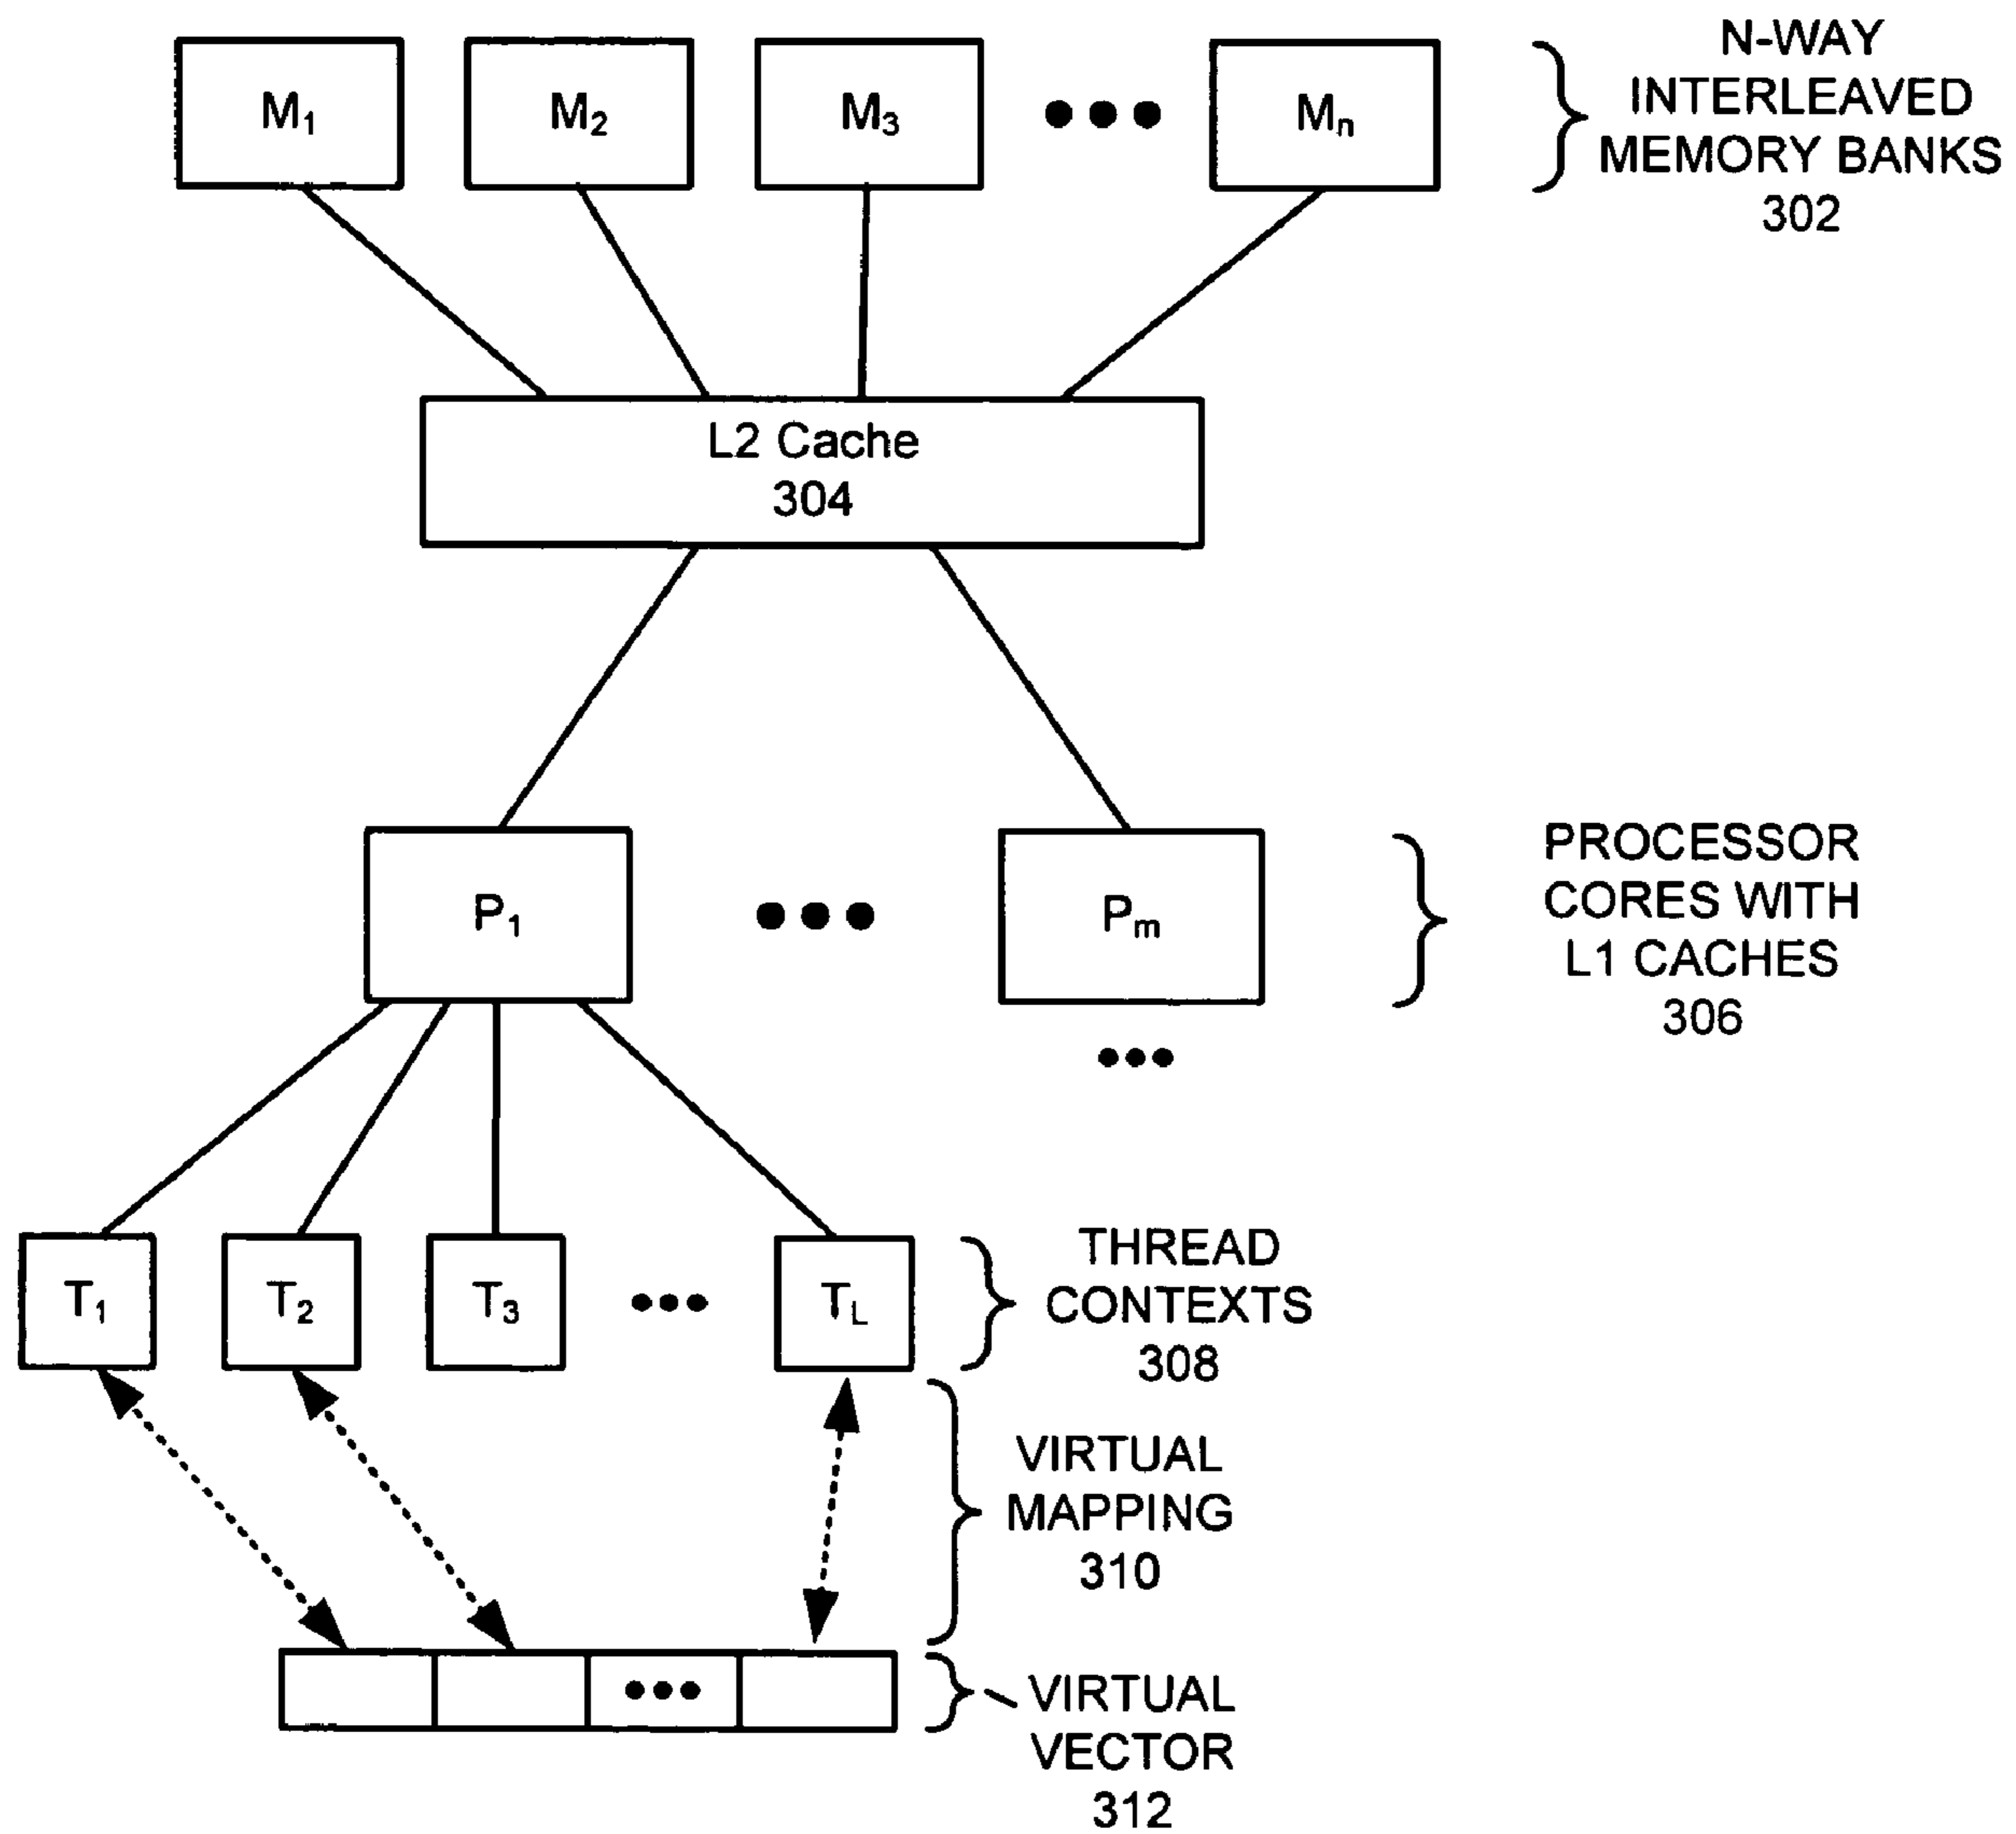 M1 M2 M3 ●●● Mn
N-WAY
INTERLEAVED
MEMORY BANKS
302
L2 Cache
304
P1 ●●● Pm
●●●
PROCESSOR
CORES WITH
L1 CACHES
306
T1 T2 T3 ●●● TL
THREAD
CONTEXTS
308
VIRTUAL
MAPPING
310
●●●
VIRTUAL
VECTOR
312